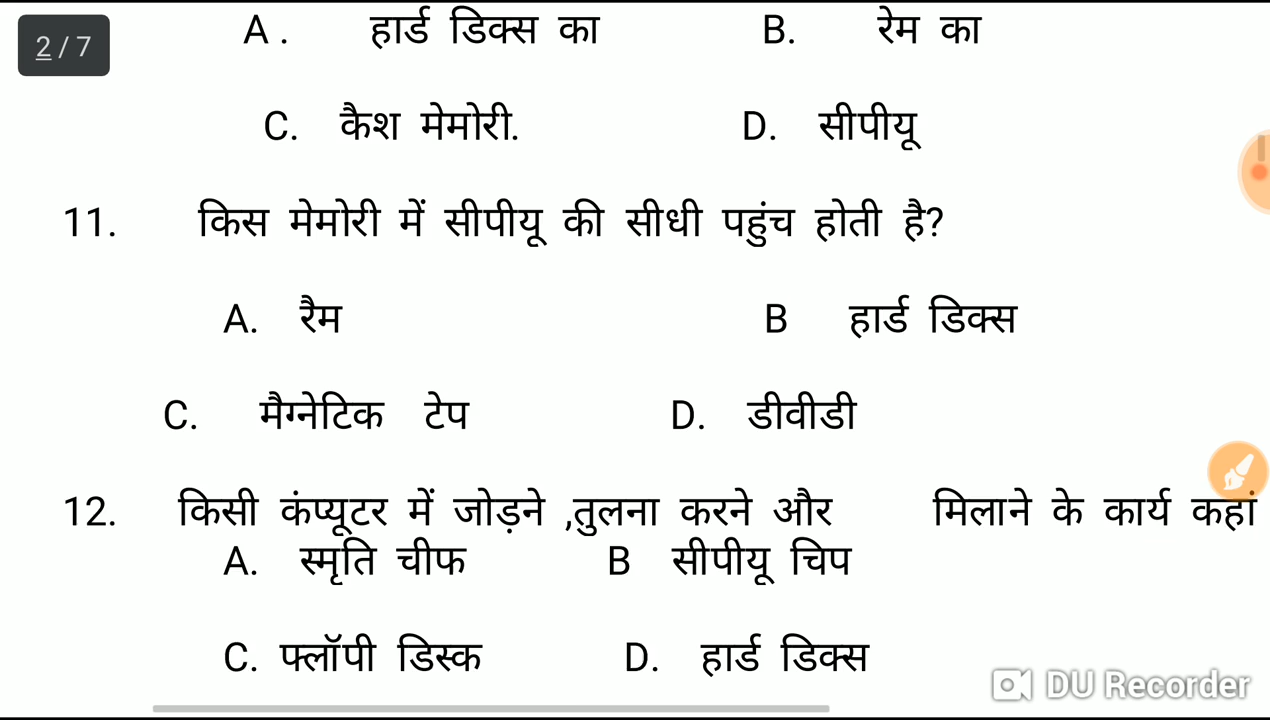 2 / 7
A . हार्ड डिक्स का B. रेम का
C. कैश मेमोरी. D. सीपीयू
11. किस मेमोरी में सीपीयू की सीधी पहुंच होती है?
A. रैम B हार्ड डिक्स
C. मैग्नेटिक टेप D. डीवीडी
12. किसी कंप्यूटर में जोड़ने ,तुलना करने और मिलाने के कार्य कहां
A. स्मृति चीफ B सीपीयू चिप
C. फ्लॉपी डिस्क D. हार्ड डिक्स
DU Recorder